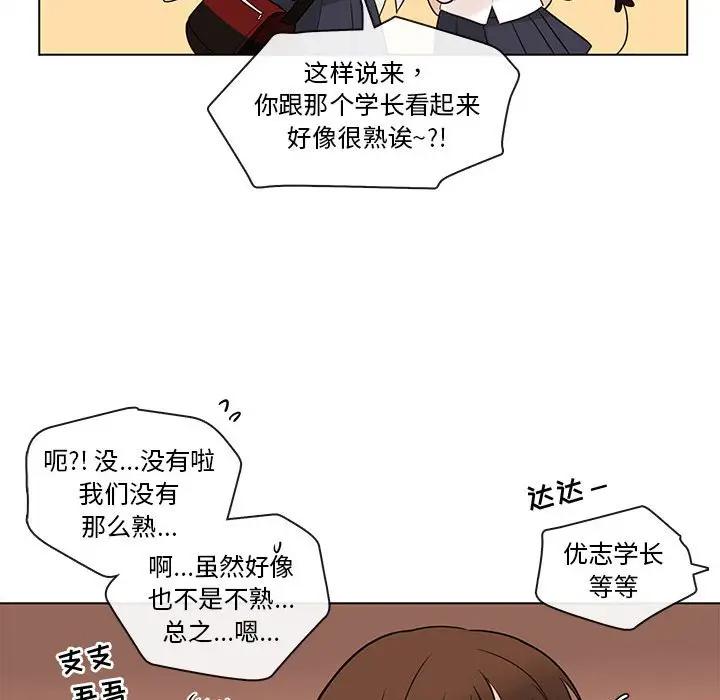 这样说来，
你跟那个学长看起来
好像很熟诶~?!
呃?! 没...没有啦
我们没有
那么熟...
啊...虽然好像
也不是不熟...
总之...嗯...
达达–
优志学长
等等
支支
吾吾